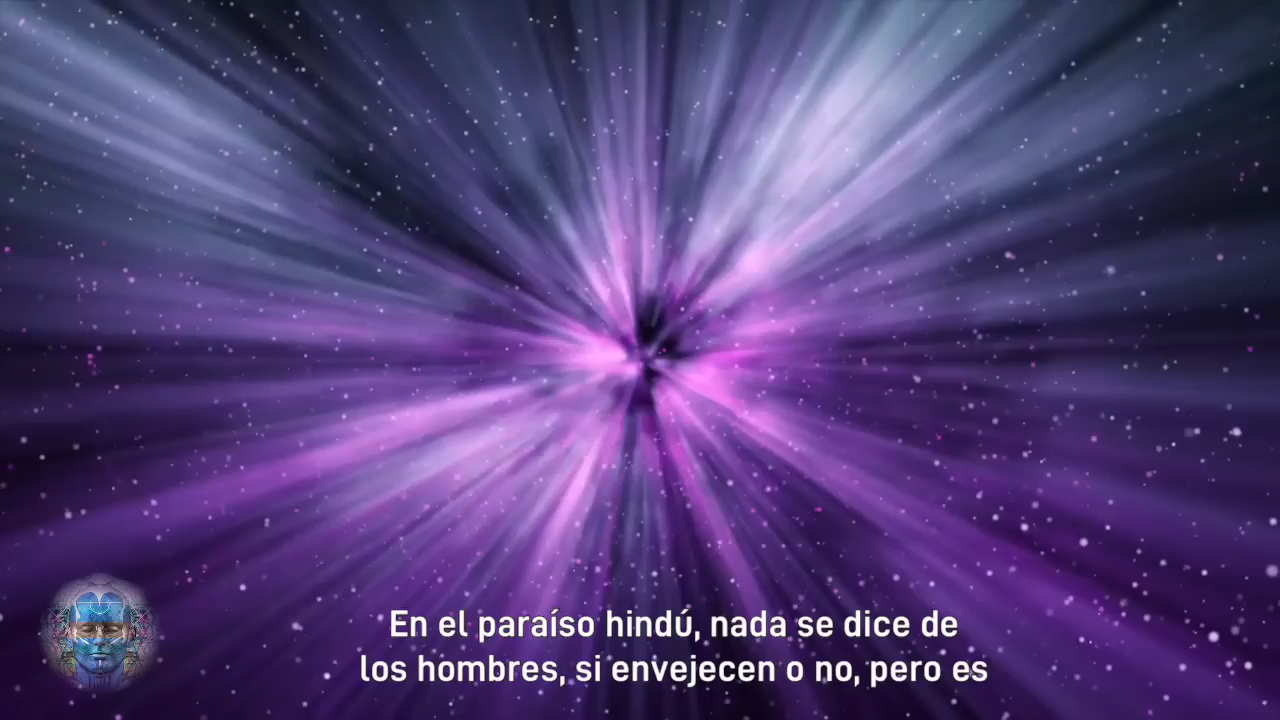 En el paraíso hindú, nada se dice de
los hombres, si envejecen o no, pero es